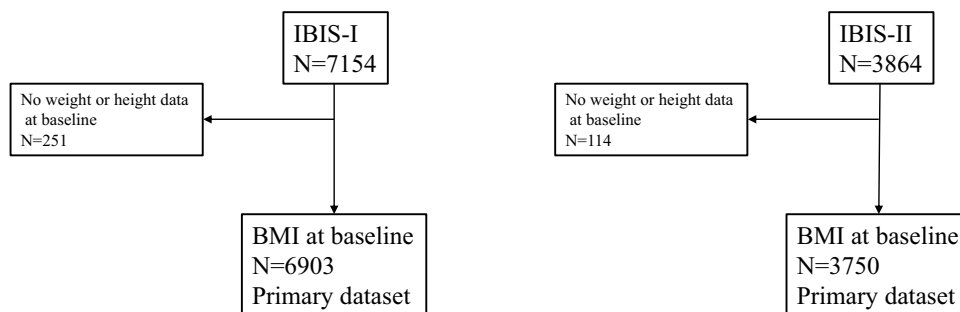 IBIS-I
N=7154
No weight or height data
at baseline
N=251
BMI at baseline
N=6903
Primary dataset
IBIS-II
N=3864
No weight or height data
at baseline
N=114
BMI at baseline
N=3750
Primary dataset